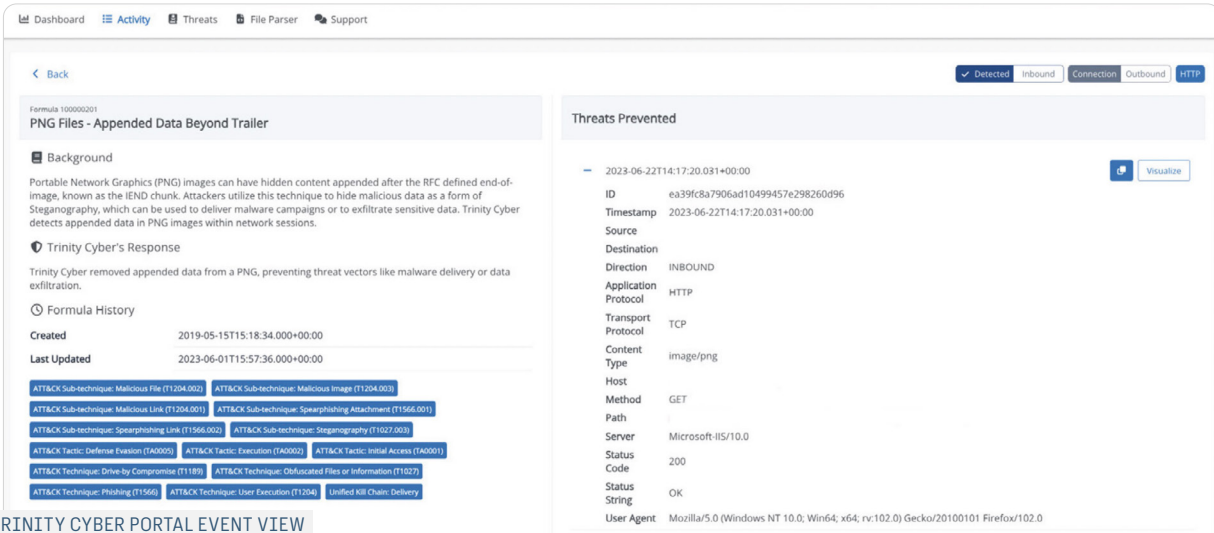 Dashboard Activity Threats File Parser Support
Back
Detected Inbound Connection Outbound HTTP
Formula 100000201
PNG Files - Appended Data Beyond Trailer
Background
Portable Network Graphics (PNG) images can have hidden content appended after the RFC defined end-of-
image, known as the IEND chunk. Attackers utilize this technique to hide malicious data as a form of
Steganography, which can be used to deliver malware campaigns or to exfiltrate sensitive data. Trinity Cyber
detects appended data in PNG images within network sessions.
Trinity Cyber's Response
Trinity Cyber removed appended data from a PNG, preventing threat vectors like malware delivery or data
exfiltration.
Formula History
Created 2019-05-15T15:18:34.000+00:00
Last Updated 2023-06-01T15:57:36.000+00:00
ATT&CK Sub-technique: Malicious File (T1204.002) ATT&CK Sub-technique: Malicious Image (T1204.003)
ATT&CK Sub-technique: Malicious Link (T1204.001) ATT&CK Sub-technique: Spearphishing Attachment (T1566.001)
ATT&CK Sub-technique: Spearphishing Link (T1566.002) ATT&CK Sub-technique: Steganography (T1027.003)
ATT&CK Tactic: Defense Evasion (TA0005) ATT&CK Tactic: Execution (TA0002) ATT&CK Tactic: Initial Access (TA0001)
ATT&CK Technique: Drive-by Compromise (T1189) ATT&CK Technique: Obfuscated Files or Information (T1027)
ATT&CK Technique: Phishing (T1566) ATT&CK Technique: User Execution (T1204) Unified Kill Chain: Delivery
Threats Prevented
2023-06-22T14:17:20.031+00:00 Visualize
ID ea39fc8a7906ad10499457e298260d96
Timestamp 2023-06-22T14:17:20.031+00:00
Source
Destination
Direction INBOUND
Application
Protocol HTTP
Transport
Protocol TCP
Content
Type image/png
Host
Method GET
Path
Server Microsoft-IIS/10.0
Status
Code 200
Status
String OK
User Agent Mozilla/5.0 (Windows NT 10.0; Win64; x64; rv:102.0) Gecko/20100101 Firefox/102.0
RINITY CYBER PORTAL EVENT VIEW